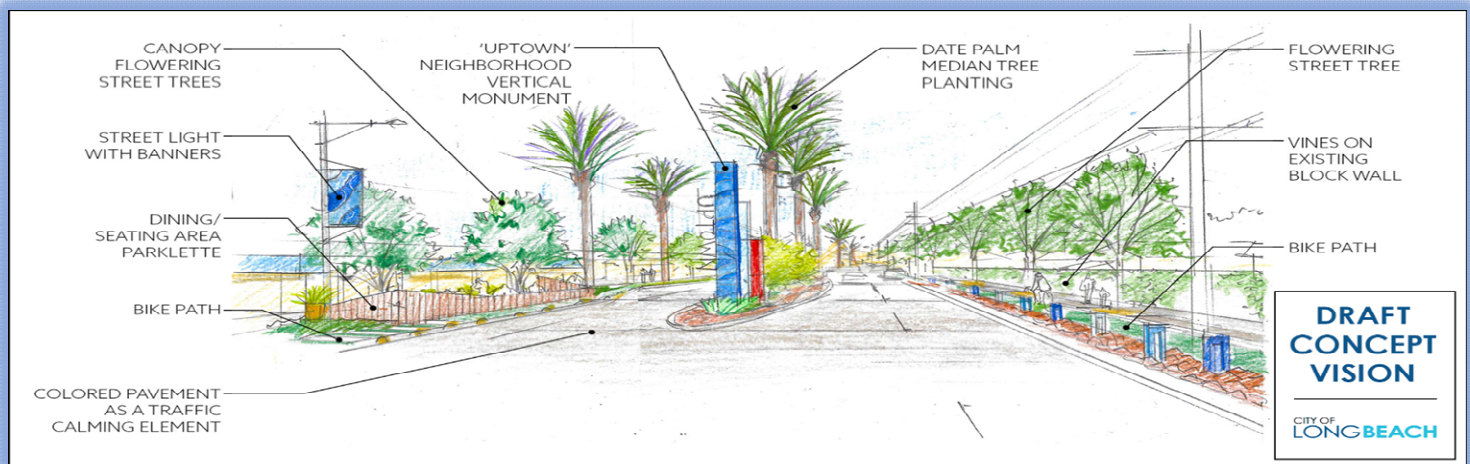 CANOPY
FLOWERING
STREET TREES
'UPTOWN'
NEIGHBORHOOD
VERTICAL
MONUMENT
DATE PALM
MEDIAN TREE
PLANTING
FLOWERING
STREET TREE
STREET LIGHT
WITH BANNERS
VINES ON
EXISTING
BLOCK WALL
DINING/
SEATING AREA
PARKLETTE
BIKE PATH
BIKE PATH
COLORED PAVEMENT
AS A TRAFFIC
CALMING ELEMENT
DRAFT
CONCEPT
VISION
CITY OF
LONG BEACH